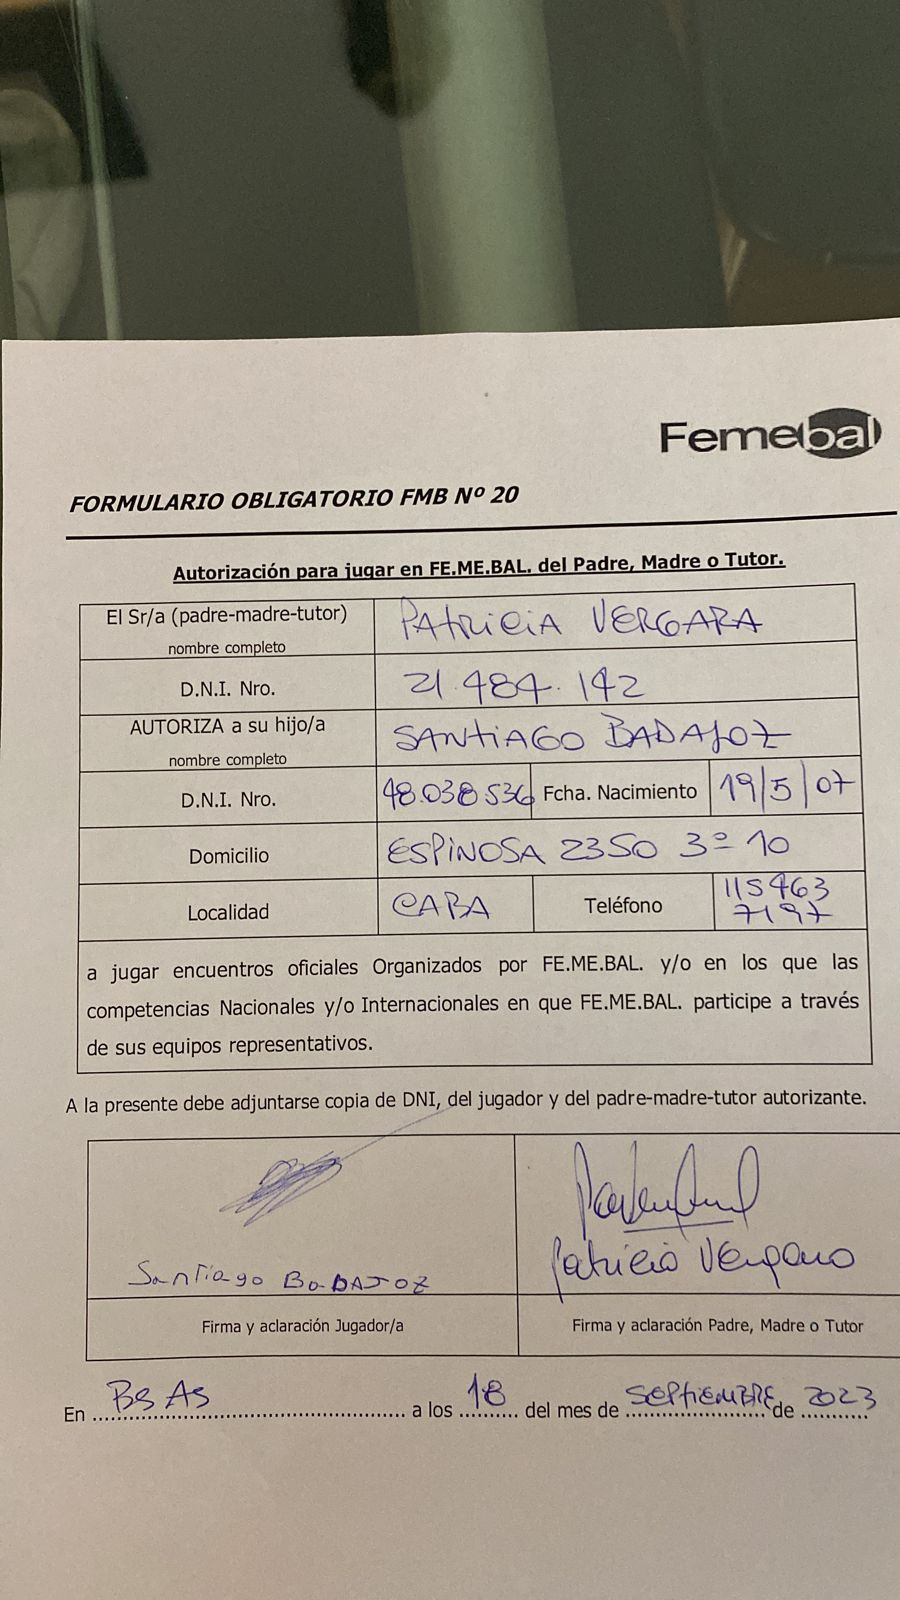 Femebal
FORMULARIO OBLIGATORIO FMB Nº 20
Autorización para jugar en FE.ME.BAL. del Padre, Madre o Tutor.
El Sr/a (padre-madre-tutor)
nombre completo
PATRICIA VERGARA
D.N.I. Nro.
21.484.142
AUTORIZA a su hijo/a
nombre completo
SANTIAGO BADAJOZ
D.N.I. Nro.
48.038.536
Fcha. Nacimiento
19/5/07
Domicilio
ESPINOSA 2350 3º 10
Localidad
CABA
Teléfono
115463
7197
a jugar encuentros oficiales Organizados por FE.ME.BAL. y/o en los que las
competencias Nacionales y/o Internacionales en que FE.ME.BAL. participe a través
de sus equipos representativos.
A la presente debe adjuntarse copia de DNI, del jugador y del padre-madre-tutor autorizante.
Santiago BADAJOZ
Patricia Vergara
Firma y aclaración Jugador/a
Firma y aclaración Padre, Madre o Tutor
En Bs As a los 18 del mes de SEPTIEMBRE de 2023